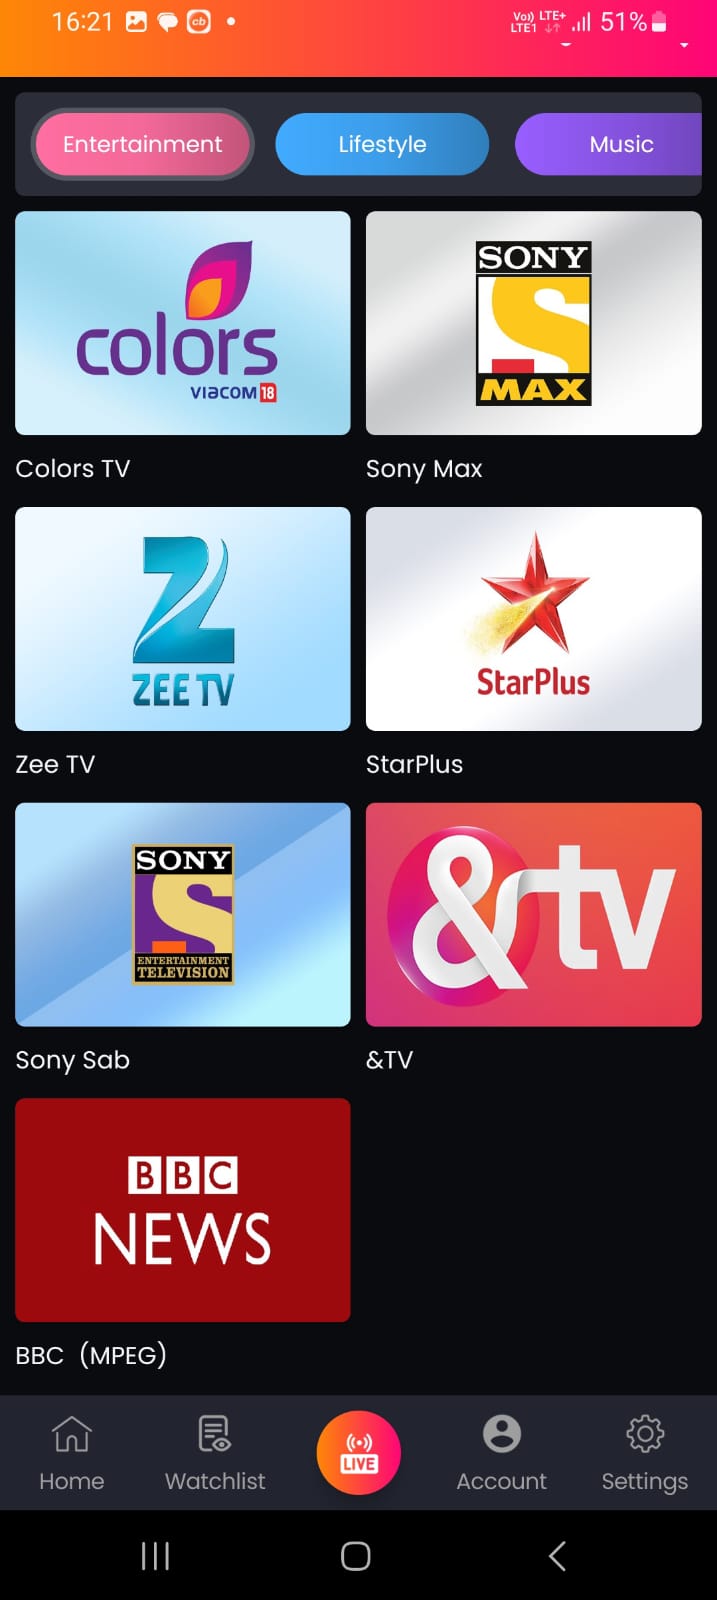 16:21
cb
Vo) LTE+
LTE1
51%
Entertainment
Lifestyle
Music
colors
VIACOM 18
Colors TV
SONY
S
MAX
Sony Max
Z
ZEE TV
Zee TV
StarPlus
StarPlus
SONY
S
ENTERTAINMENT
TELEVISION
Sony Sab
&tv
&TV
BBC
NEWS
BBC (MPEG)
Home
Watchlist
LIVE
Account
Settings